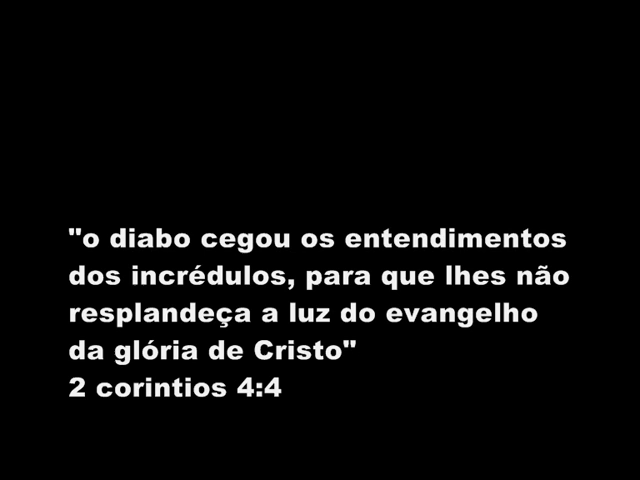 "o diabo cegou os entendimentos
dos incrédulos, para que lhes não
resplandeça a luz do evangelho
da glória de Cristo"
2 corintios 4:4